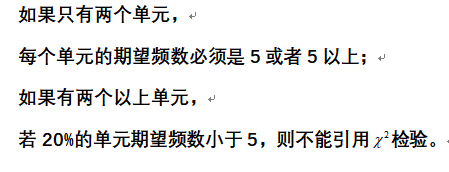 如果只有两个单元，
每个单元的期望频数必须是 5 或者 5 以上；
如果有两个以上单元，
若 20%的单元期望频数小于 5，则不能引用 χ²检验。